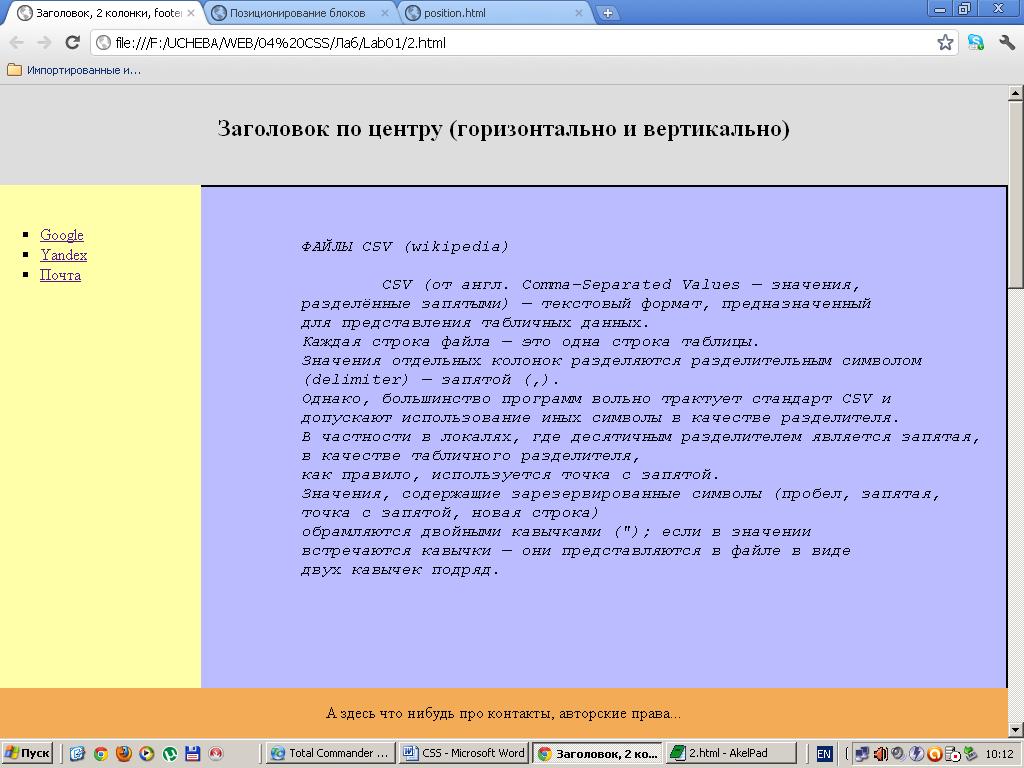 Заголовок, 2 колонки, foote
Позиционирование блоков
position.html
file:///F:/UCHEBA/WEB/04%20CSS/Лаб/Lab01/2.html
Импортированные и...
Заголовок по центру (горизонтально и вертикально)
Google
Yandex
Почта
ФАЙЛЫ CSV (wikipedia)
CSV (от англ. Comma-Separated Values — значения,
разделённые запятыми) — текстовый формат, предназначенный
для представления табличных данных.
Каждая строка файла — это одна строка таблицы.
Значения отдельных колонок разделяются разделительным символом
(delimiter) — запятой (,).
Однако, большинство программ вольно трактует стандарт CSV и
допускают использование иных символы в качестве разделителя.
В частности в локалях, где десятичным разделителем является запятая,
в качестве табличного разделителя,
как правило, используется точка с запятой.
Значения, содержащие зарезервированные символы (пробел, запятая,
точка с запятой, новая строка)
обрамляются двойными кавычками ("); если в значении
встречаются кавычки — они представляются в файле в виде
двух кавычек подряд.
А здесь что нибудь про контакты, авторские права...
Пуск
Total Commander ...
CSS - Microsoft Word
Заголовок, 2 ко...
2.html - AkelPad
EN
10:12